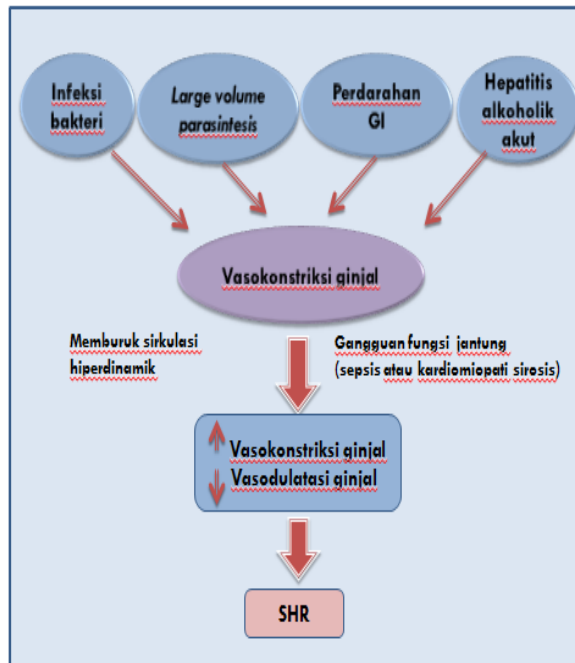 Infeksi
bakteri
Large volume
parasintesis
Perdarahan
GI
Hepatitis
alkoholik
akut
Vasokonstriksi ginjal
Memburuk sirkulasi
hiperdinamik
Gangguan fungsi jantung
(sepsis atau kardiomiopati sirosis)
Vasokonstriksi ginjal
Vasodulatasi ginjal
SHR